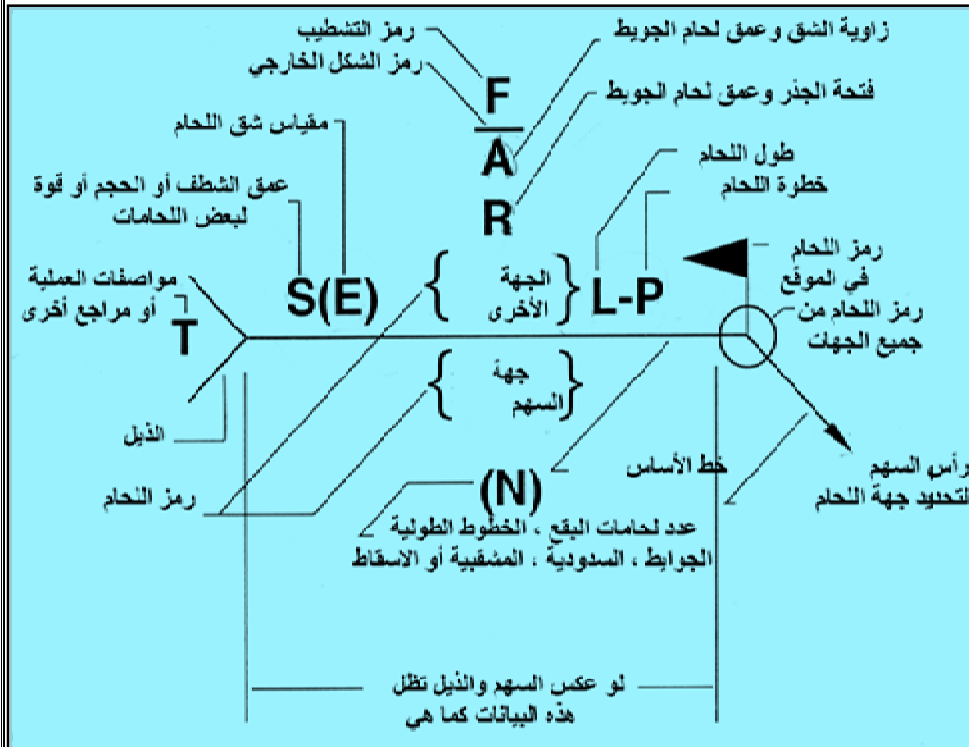 رمز التشطيب
رمز الشكل الخارجي
زاوية الشق وعمق لحام الجويط
F
A
R
فتحة الجذر وعمق لحام الجويط
مقياس شق اللحام
عمق الشطف أو الحجم أو قوة
لبعض اللحامات
طول اللحام
خطوة اللحام
رمز اللحام
في الموقع
رمز اللحام من
جميع الجهات
مواصفات العملية
أو مراجع أخرى
T
S(E)
{ الجهة
الأخرى }
L-P
{ جهة
السهم }
الذيل
رمز اللحام
خط الأساس
رأس السهم
لتحديد جهة اللحام
(N)
عدد لحامات البقع ، الخطوط الطولية
الجوايط ، السدودية ، المشقبية أو الاسقاط
لو عكس السهم والذيل تظل
هذه البيانات كما هي